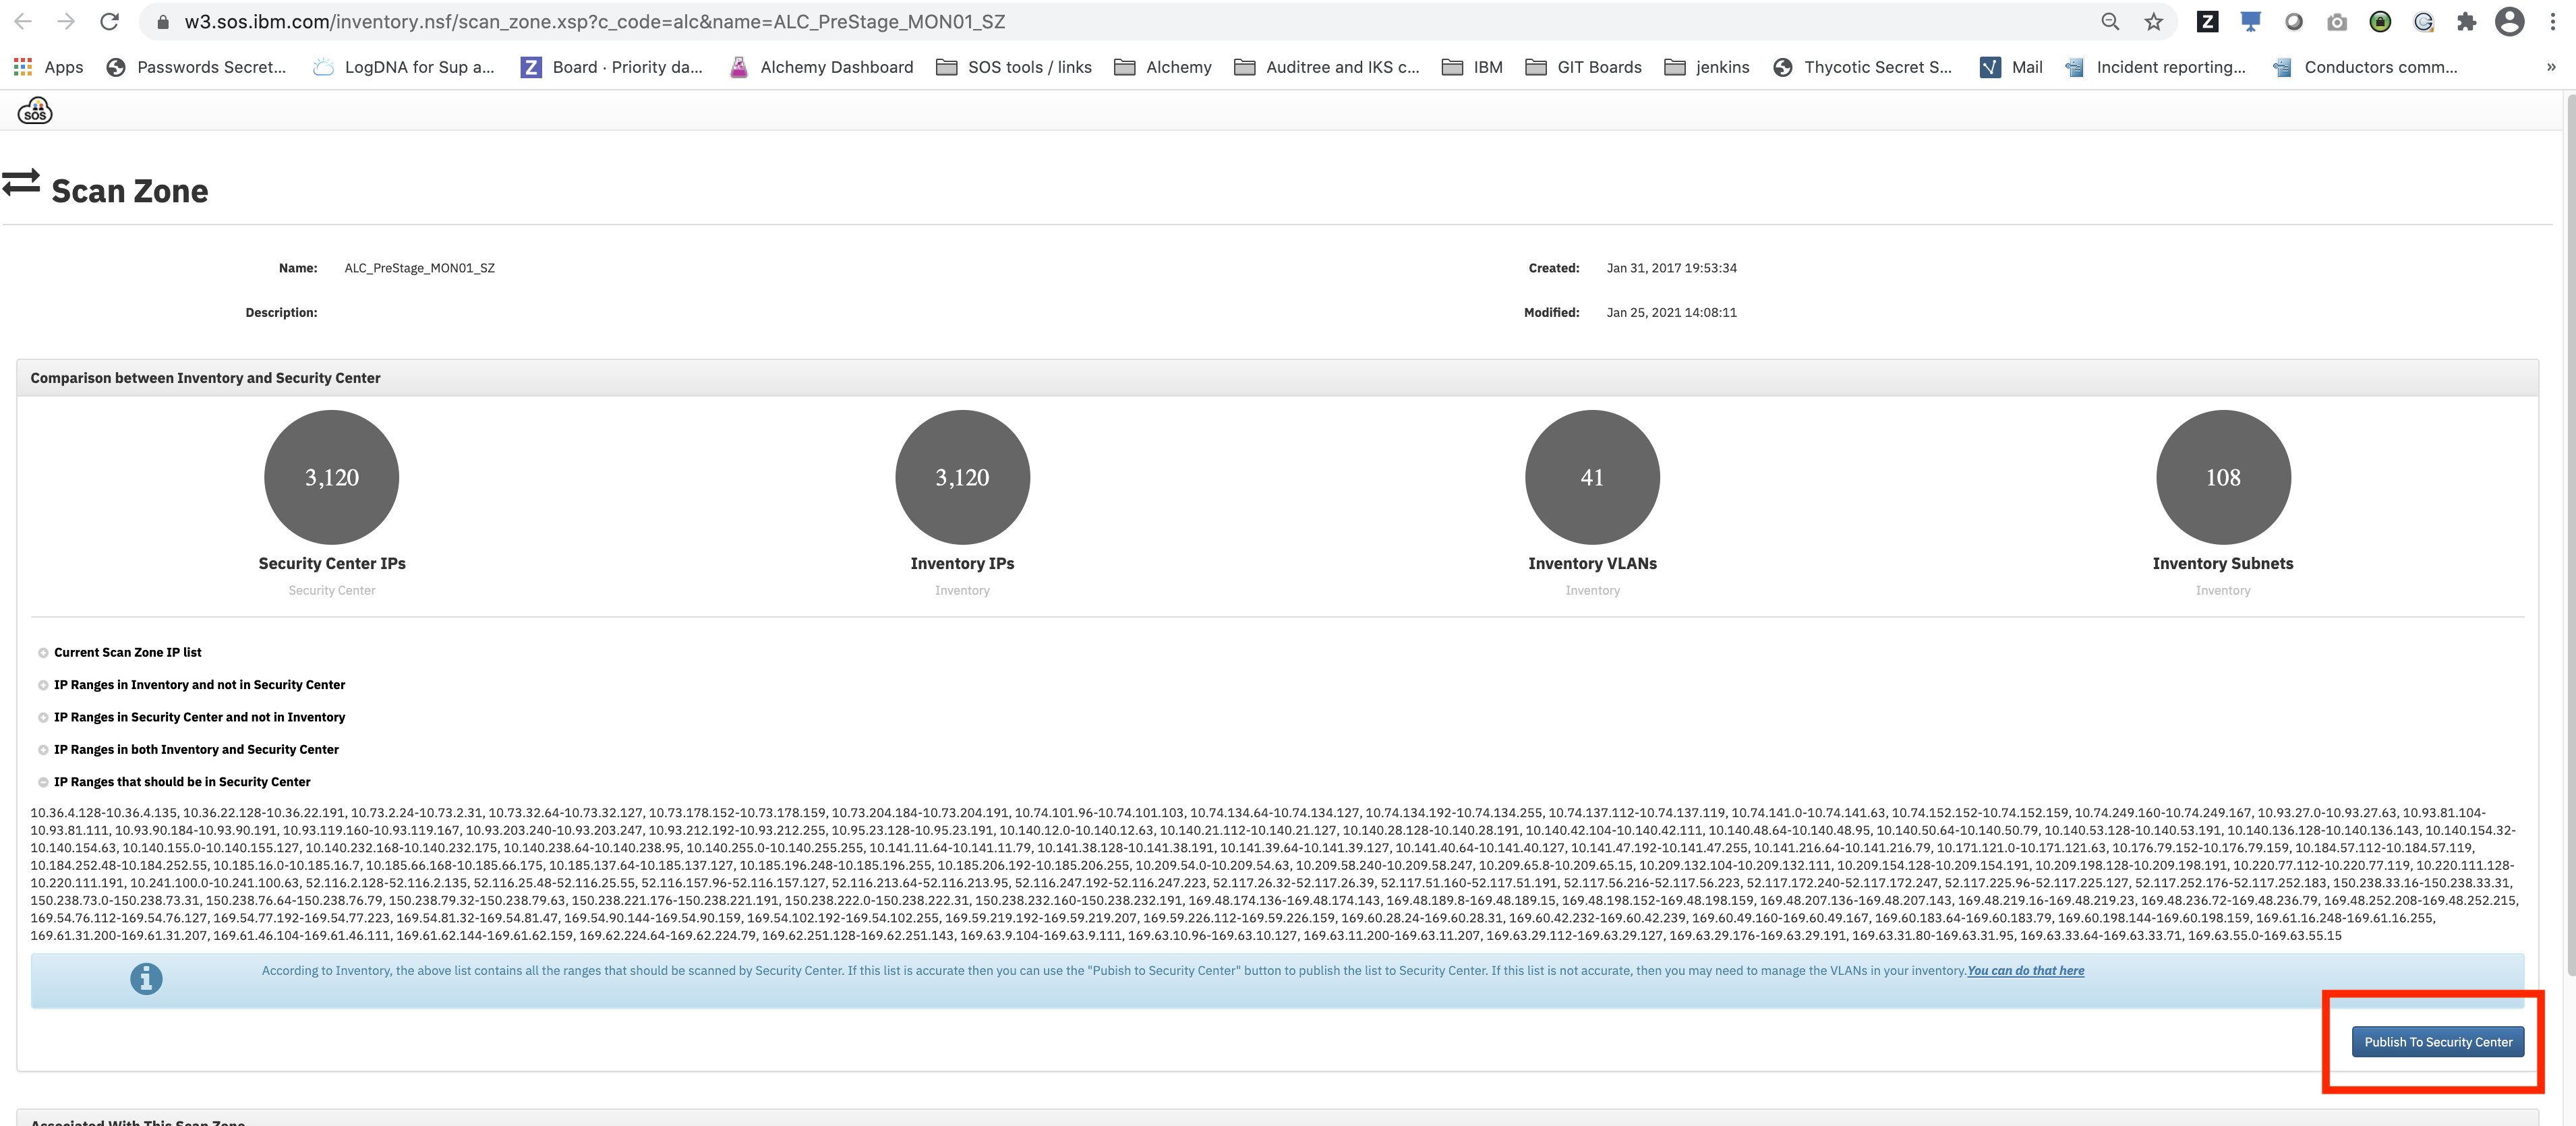 w3.sos.ibm.com/inventory.nsf/scan_zone.xsp?c_code=alc&name=ALC_PreStage_MON01_SZ
Apps Passwords Secret... LogDNA for Sup a... Board · Priority da... Alchemy Dashboard SOS tools / links Alchemy Auditree and IKS c... IBM GIT Boards jenkins Thycotic Secret S... Mail Incident reporting... Conductors comm... »
SOS
Scan Zone
Name: ALC_PreStage_MON01_SZ Created: Jan 31, 2017 19:53:34
Description: Modified: Jan 25, 2021 14:08:11
Comparison between Inventory and Security Center
3,120 3,120 41 108
Security Center IPs Inventory IPs Inventory VLANs Inventory Subnets
Security Center Inventory Inventory Inventory
Current Scan Zone IP list
IP Ranges in Inventory and not in Security Center
IP Ranges in Security Center and not in Inventory
IP Ranges in both Inventory and Security Center
IP Ranges that should be in Security Center
10.36.4.128-10.36.4.135, 10.36.22.128-10.36.22.191, 10.73.2.24-10.73.2.31, 10.73.32.64-10.73.32.127, 10.73.178.152-10.73.178.159, 10.73.204.184-10.73.204.191, 10.74.101.96-10.74.101.103, 10.74.134.64-10.74.134.127, 10.74.134.192-10.74.134.255, 10.74.137.112-10.74.137.119, 10.74.141.0-10.74.141.63, 10.74.152.152-10.74.152.159, 10.74.249.160-10.74.249.167, 10.93.27.0-10.93.27.63, 10.93.81.104-
10.93.81.111, 10.93.90.184-10.93.90.191, 10.93.119.160-10.93.119.167, 10.93.203.240-10.93.203.247, 10.93.212.192-10.93.212.255, 10.95.23.128-10.95.23.191, 10.140.12.0-10.140.12.63, 10.140.21.112-10.140.21.127, 10.140.28.128-10.140.28.191, 10.140.42.104-10.140.42.111, 10.140.48.64-10.140.48.95, 10.140.50.64-10.140.50.79, 10.140.53.128-10.140.53.191, 10.140.136.128-10.140.136.143, 10.140.154.32-
10.140.154.63, 10.140.155.0-10.140.155.127, 10.140.232.168-10.140.232.175, 10.140.238.64-10.140.238.95, 10.140.255.0-10.140.255.255, 10.141.11.64-10.141.11.79, 10.141.38.128-10.141.38.191, 10.141.39.64-10.141.39.127, 10.141.40.64-10.141.40.127, 10.141.47.192-10.141.47.255, 10.141.216.64-10.141.216.79, 10.171.121.0-10.171.121.63, 10.176.79.152-10.176.79.159, 10.184.57.112-10.184.57.119,
10.184.252.48-10.184.252.55, 10.185.16.0-10.185.16.7, 10.185.66.168-10.185.66.175, 10.185.137.64-10.185.137.127, 10.185.196.248-10.185.196.255, 10.185.206.192-10.185.206.255, 10.209.54.0-10.209.54.63, 10.209.58.240-10.209.58.247, 10.209.65.8-10.209.65.15, 10.209.132.104-10.209.132.111, 10.209.154.128-10.209.154.191, 10.209.198.128-10.209.198.191, 10.220.77.112-10.220.77.119, 10.220.111.128-
10.220.111.191, 10.241.100.0-10.241.100.63, 52.116.2.128-52.116.2.135, 52.116.25.48-52.116.25.55, 52.116.157.96-52.116.157.127, 52.116.213.64-52.116.213.95, 52.116.247.192-52.116.247.223, 52.117.26.32-52.117.26.39, 52.117.51.160-52.117.51.191, 52.117.56.216-52.117.56.223, 52.117.172.240-52.117.172.247, 52.117.225.96-52.117.225.127, 52.117.252.176-52.117.252.183, 150.238.33.16-150.238.33.31,
150.238.73.0-150.238.73.31, 150.238.76.64-150.238.76.79, 150.238.79.32-150.238.79.63, 150.238.221.176-150.238.221.191, 150.238.222.0-150.238.222.31, 150.238.232.160-150.238.232.191, 169.48.174.136-169.48.174.143, 169.48.189.8-169.48.189.15, 169.48.198.152-169.48.198.159, 169.48.207.136-169.48.207.143, 169.48.219.16-169.48.219.23, 169.48.236.72-169.48.236.79, 169.48.252.208-169.48.252.215,
169.54.76.112-169.54.76.127, 169.54.77.192-169.54.77.223, 169.54.81.32-169.54.81.47, 169.54.90.144-169.54.90.159, 169.54.102.192-169.54.102.255, 169.59.219.192-169.59.219.207, 169.59.226.112-169.59.226.159, 169.60.28.24-169.60.28.31, 169.60.42.232-169.60.42.239, 169.60.49.160-169.60.49.167, 169.60.183.64-169.60.183.79, 169.60.198.144-169.60.198.159, 169.61.16.248-169.61.16.255,
169.61.31.200-169.61.31.207, 169.61.46.104-169.61.46.111, 169.61.62.144-169.61.62.159, 169.62.224.64-169.62.224.79, 169.62.251.128-169.62.251.143, 169.63.9.104-169.63.9.111, 169.63.10.96-169.63.10.127, 169.63.11.200-169.63.11.207, 169.63.29.112-169.63.29.127, 169.63.29.176-169.63.29.191, 169.63.31.80-169.63.31.95, 169.63.33.64-169.63.33.71, 169.63.55.0-169.63.55.15
According to Inventory, the above list contains all the ranges that should be scanned by Security Center. If this list is accurate then you can use the "Pubish to Security Center" button to publish the list to Security Center. If this list is not accurate, then you may need to manage the VLANs in your inventory.You can do that here
Publish To Security Center
Associated With This Scan Zone